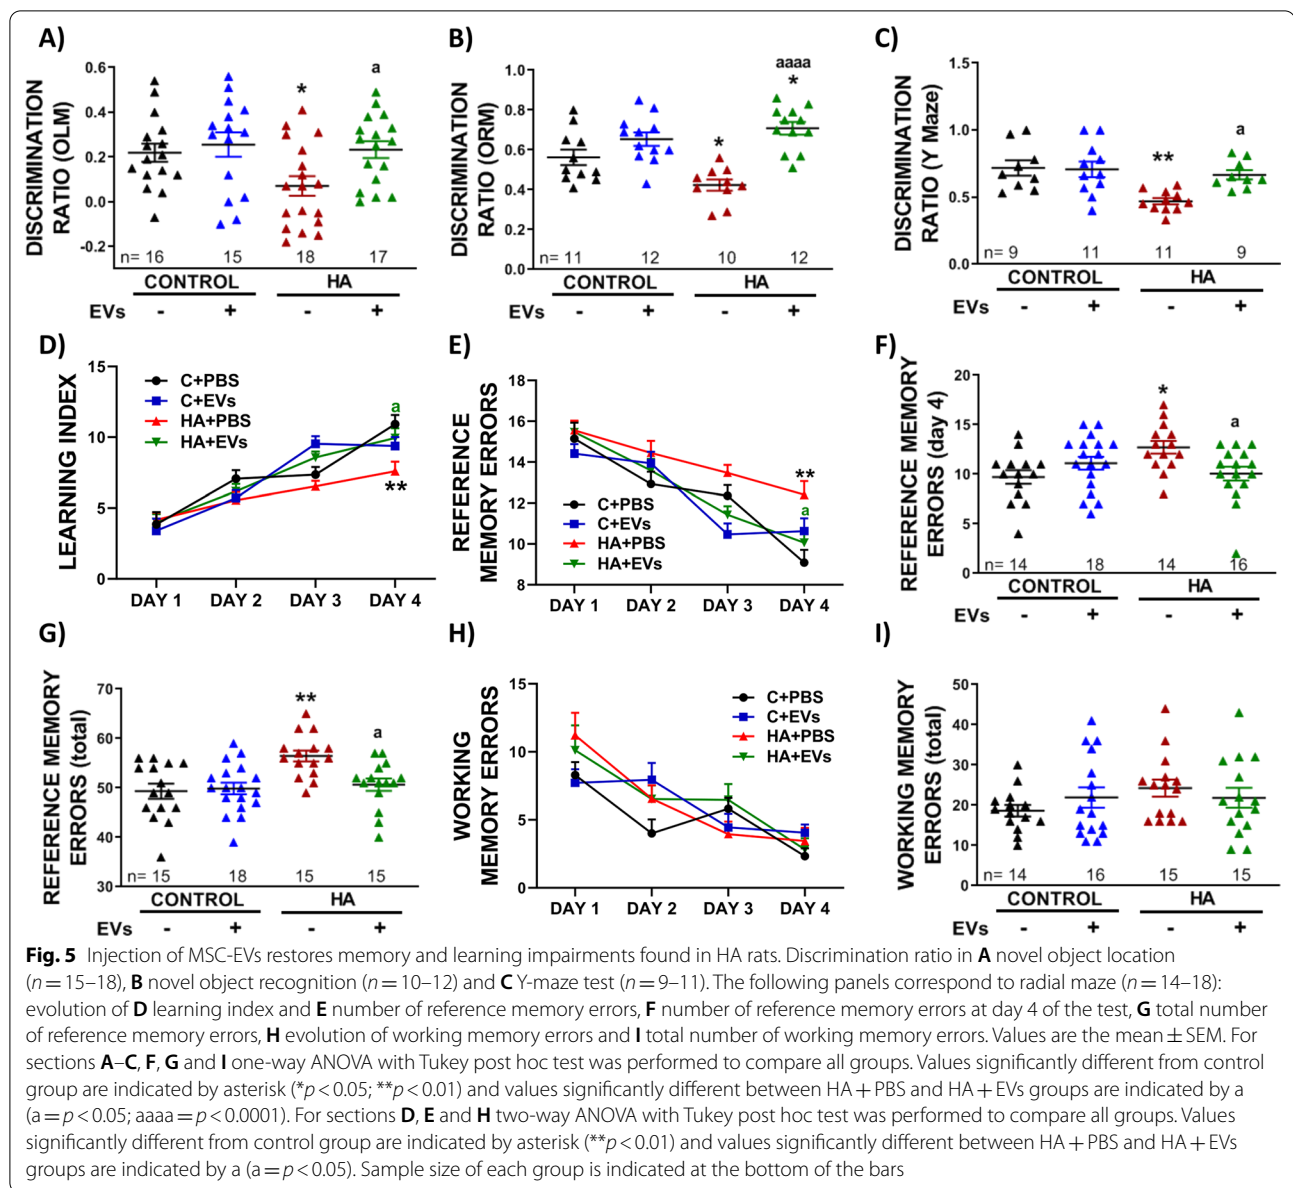 A)
DISCRIMINATION
RATIO (OLM)
0.6
0.4
0.2
0.0
-0.2
*
a
n= 16 15 18 17
CONTROL HA
EVs - + - +
B)
DISCRIMINATION
RATIO (ORM)
1.0
0.8
0.6
0.4
0.2
0.0
*
aaaa
*
n= 11 12 10 12
CONTROL HA
EVs - + - +
C)
DISCRIMINATION
RATIO (Y Maze)
1.5
1.0
0.5
0.0
**
a
n= 9 11 11 9
CONTROL HA
EVs - + - +
D)
LEARNING INDEX
15
10
5
0
C+PBS
C+EVs
HA+PBS
HA+EVs
a
**
DAY 1 DAY 2 DAY 3 DAY 4
E)
REFERENCE
MEMORY ERRORS
18
16
14
12
10
8
**
a
C+PBS
C+EVs
HA+PBS
HA+EVs
DAY 1 DAY 2 DAY 3 DAY 4
F)
REFERENCE MEMORY
ERRORS (day 4)
20
15
10
5
0
*
a
n= 14 18 14 16
CONTROL HA
EVs - + - +
G)
REFERENCE MEMORY
ERRORS (total)
70
60
50
40
30
**
a
n= 15 18 15 15
CONTROL HA
EVs - + - +
H)
WORKING
MEMORY ERRORS
15
10
5
0
C+PBS
C+EVs
HA+PBS
HA+EVs
DAY 1 DAY 2 DAY 3 DAY 4
I)
WORKING MEMORY
ERRORS (total)
50
40
30
20
10
0
n= 14 16 15 15
CONTROL HA
EVs - + - +
Fig. 5 Injection of MSC-EVs restores memory and learning impairments found in HA rats. Discrimination ratio in A novel object location
(n = 15–18), B novel object recognition (n = 10–12) and C Y-maze test (n = 9–11). The following panels correspond to radial maze (n = 14–18):
evolution of D learning index and E number of reference memory errors, F number of reference memory errors at day 4 of the test, G total number
of reference memory errors, H evolution of working memory errors and I total number of working memory errors. Values are the mean ± SEM. For
sections A–C, F, G and I one-way ANOVA with Tukey post hoc test was performed to compare all groups. Values significantly different from control
group are indicated by asterisk (*p < 0.05; **p < 0.01) and values significantly different between HA + PBS and HA + EVs groups are indicated by a
(a = p < 0.05; aaaa = p < 0.0001). For sections D, E and H two-way ANOVA with Tukey post hoc test was performed to compare all groups. Values
significantly different from control group are indicated by asterisk (**p < 0.01) and values significantly different between HA + PBS and HA + EVs
groups are indicated by a (a = p < 0.05). Sample size of each group is indicated at the bottom of the bars